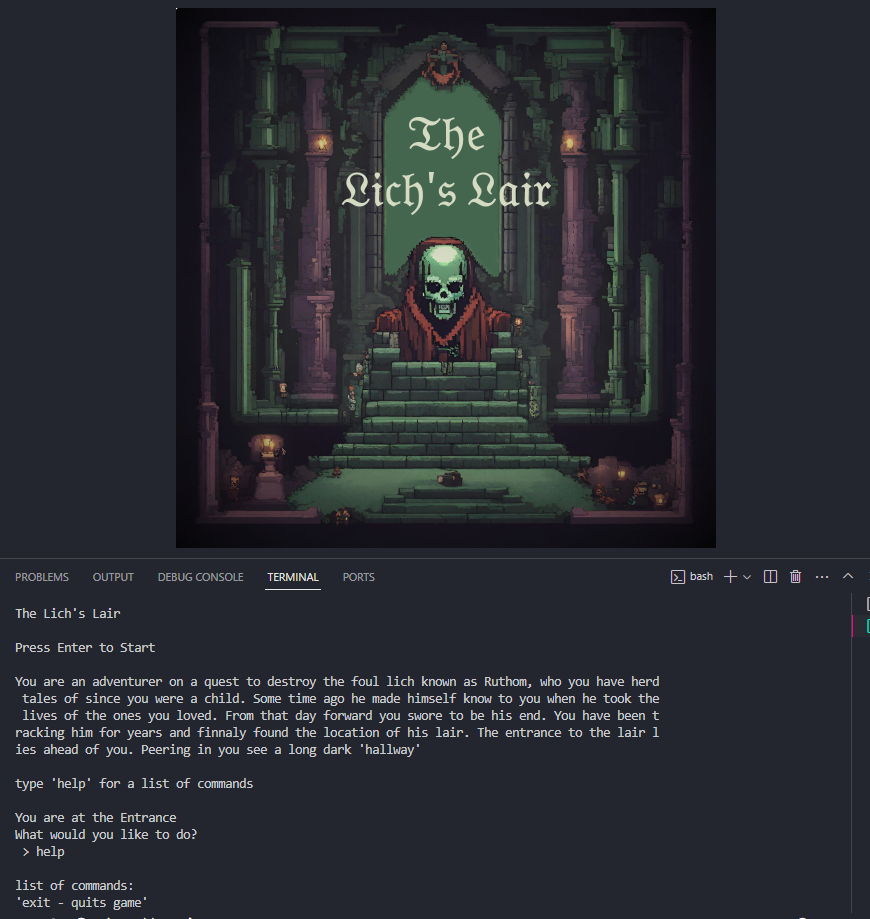 The
Lich's Lair
PROBLEMS OUTPUT DEBUG CONSOLE TERMINAL PORTS bash
The Lich's Lair
Press Enter to Start
You are an adventurer on a quest to destroy the foul lich known as Ruthom, who you have herd
tales of since you were a child. Some time ago he made himself know to you when he took the
lives of the ones you loved. From that day forward you swore to be his end. You have been t
racking him for years and finnaly found the location of his lair. The entrance to the lair l
ies ahead of you. Peering in you see a long dark 'hallway'
type 'help' for a list of commands
You are at the Entrance
What would you like to do?
> help
list of commands:
'exit - quits game'